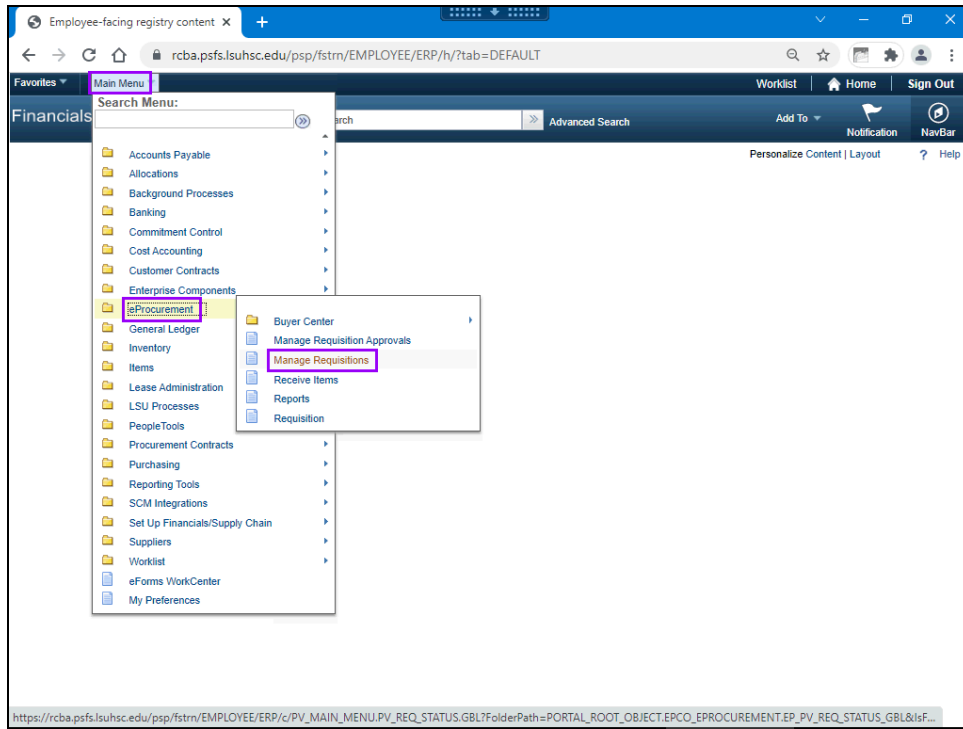 Employee-facing registry content
rcba.psfs.lsuhsc.edu/psp/fstrn/EMPLOYEE/ERP/h/?tab=DEFAULT
Favorites Main Menu Worklist Home Sign Out
Search Menu:
Financials arch Advanced Search Add To Notification NavBar
Personalize Content | Layout ? Help
Accounts Payable
Allocations
Background Processes
Banking
Commitment Control
Cost Accounting
Customer Contracts
Enterprise Components
eProcurement
General Ledger
Inventory
Items
Lease Administration
LSU Processes
PeopleTools
Procurement Contracts
Purchasing
Reporting Tools
SCM Integrations
Set Up Financials/Supply Chain
Suppliers
Worklist
eForms WorkCenter
My Preferences
Buyer Center
Manage Requisition Approvals
Manage Requisitions
Receive Items
Reports
Requisition
https://rcba.psfs.lsuhsc.edu/psp/fstrn/EMPLOYEE/ERP/c/PV_MAIN_MENU.PV_REQ_STATUS.GBL?FolderPath=PORTAL_ROOT_OBJECT.EPCO_EPROCUREMENT.EP_PV_REQ_STATUS_GBL&IsF...